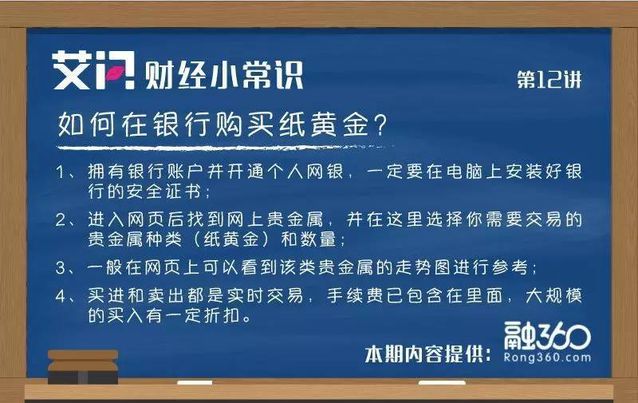 艾问 财经小常识
第12讲
如何在银行购买纸黄金？
1、拥有银行账户并开通个人网银，一定要在电脑上安装好银
行的安全证书；
2、进入网页后找到网上贵金属，并在这里选择你需要交易的
贵金属种类（纸黄金）和数量；
3、一般在网页上可以看到该类贵金属的走势图进行参考；
4、买进和卖出都是实时交易，手续费已包含在里面，大规模
的买入有一定折扣。
本期内容提供：
融360
Rong360.com